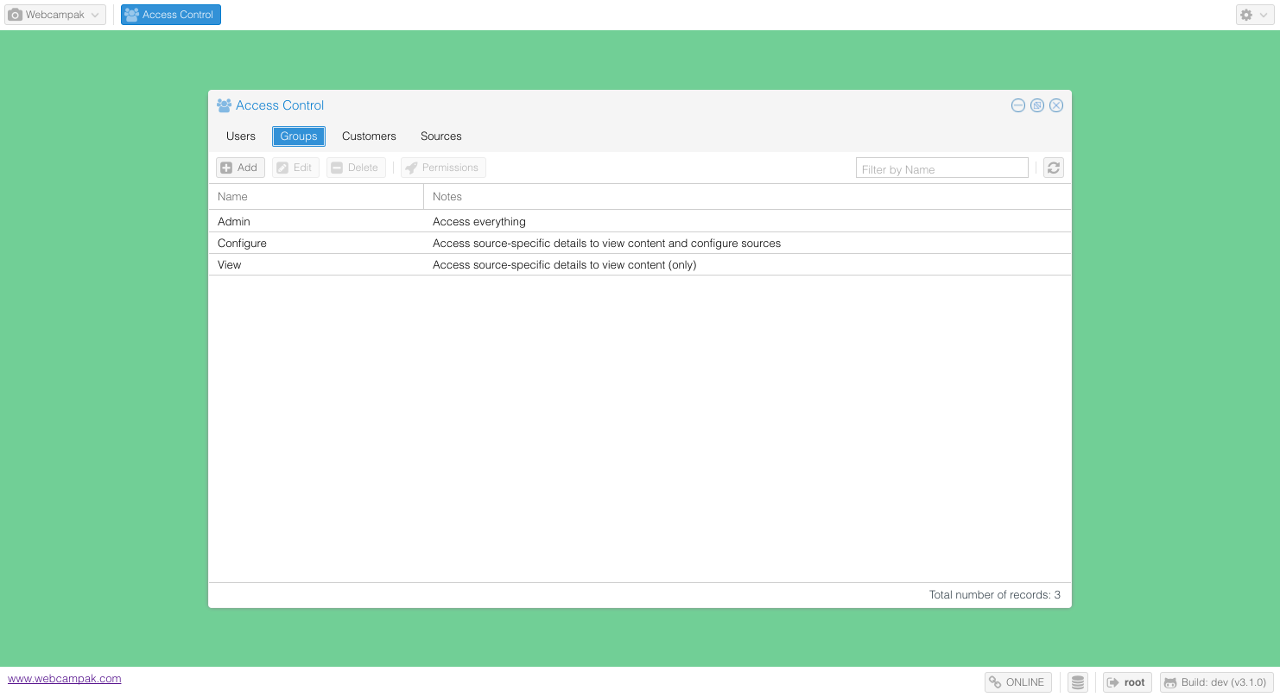 Webcampak Access Control
Access Control
Users Groups Customers Sources
Add Edit Delete Permissions Filter by Name
Name Notes
Admin Access everything
Configure Access source-specific details to view content and configure sources
View Access source-specific details to view content (only)
Total number of records: 3
www.webcampak.com ONLINE root Build: dev (v3.1.0)